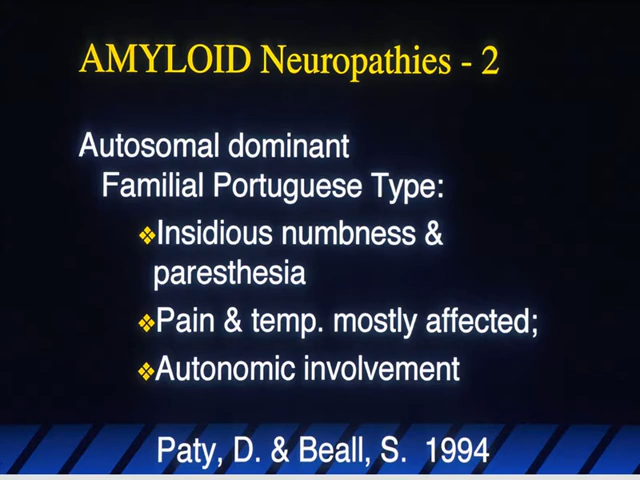 AMYLOID Neuropathies - 2
Autosomal dominant
Familial Portuguese Type:
❖Insidious numbness &
paresthesia
❖Pain & temp. mostly affected;
❖Autonomic involvement
Paty, D. & Beall, S. 1994